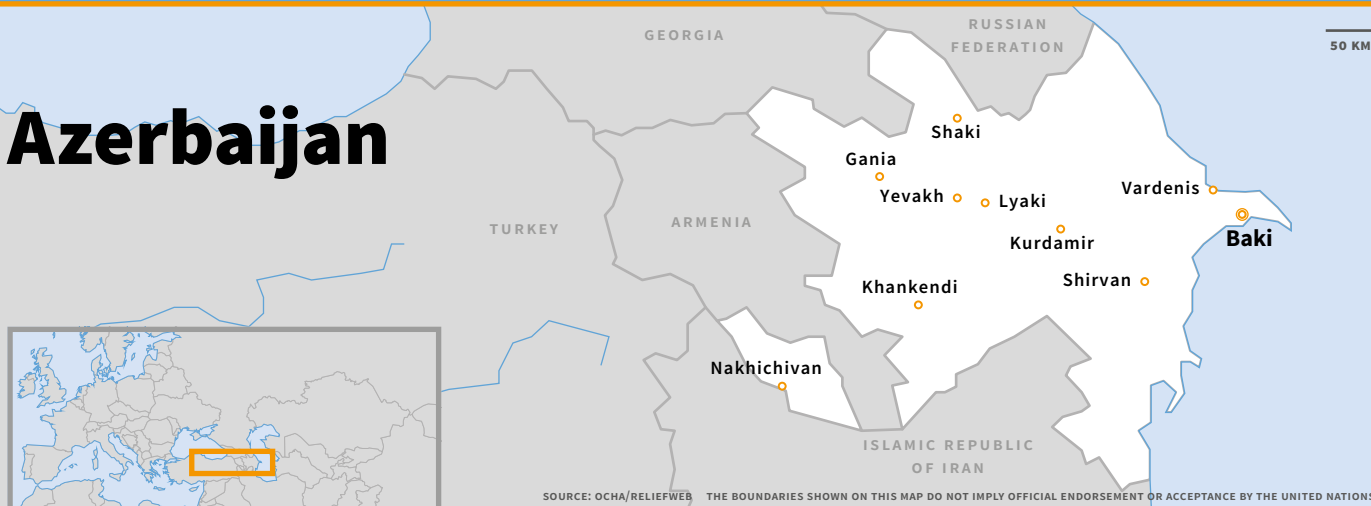 GEORGIA
RUSSIAN
FEDERATION
50 KM
Azerbaijan
Shaki
Gania
Vardenis
Yevakh
Lyaki
TURKEY
ARMENIA
Kurdamir
Baki
Shirvan
Khankendi
Nakhichivan
ISLAMIC REPUBLIC
OF IRAN
SOURCE: OCHA/RELIEFWEB THE BOUNDARIES SHOWN ON THIS MAP DO NOT IMPLY OFFICIAL ENDORSEMENT OR ACCEPTANCE BY THE UNITED NATIONS